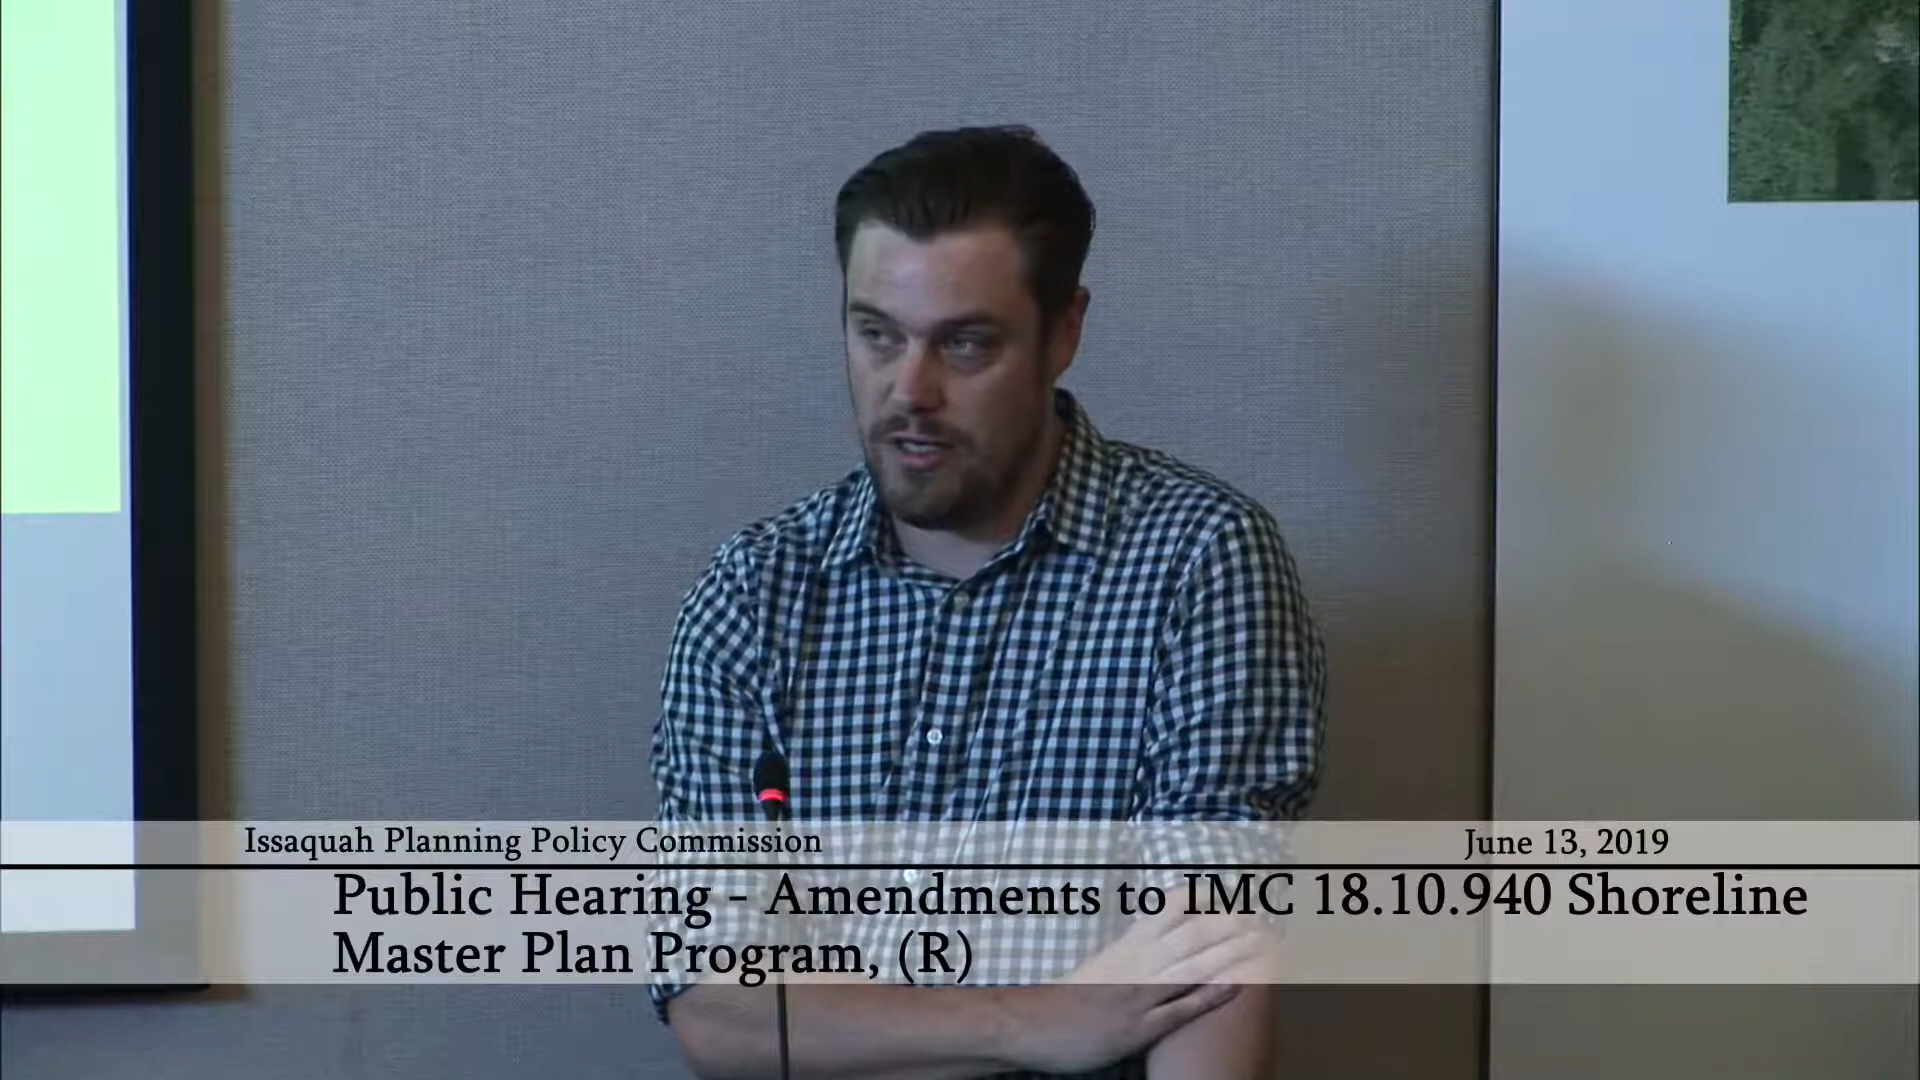 Issaquah Planning Policy Commission
June 13, 2019
Public Hearing - Amendments to IMC 18.10.940 Shoreline
Master Plan Program, (R)